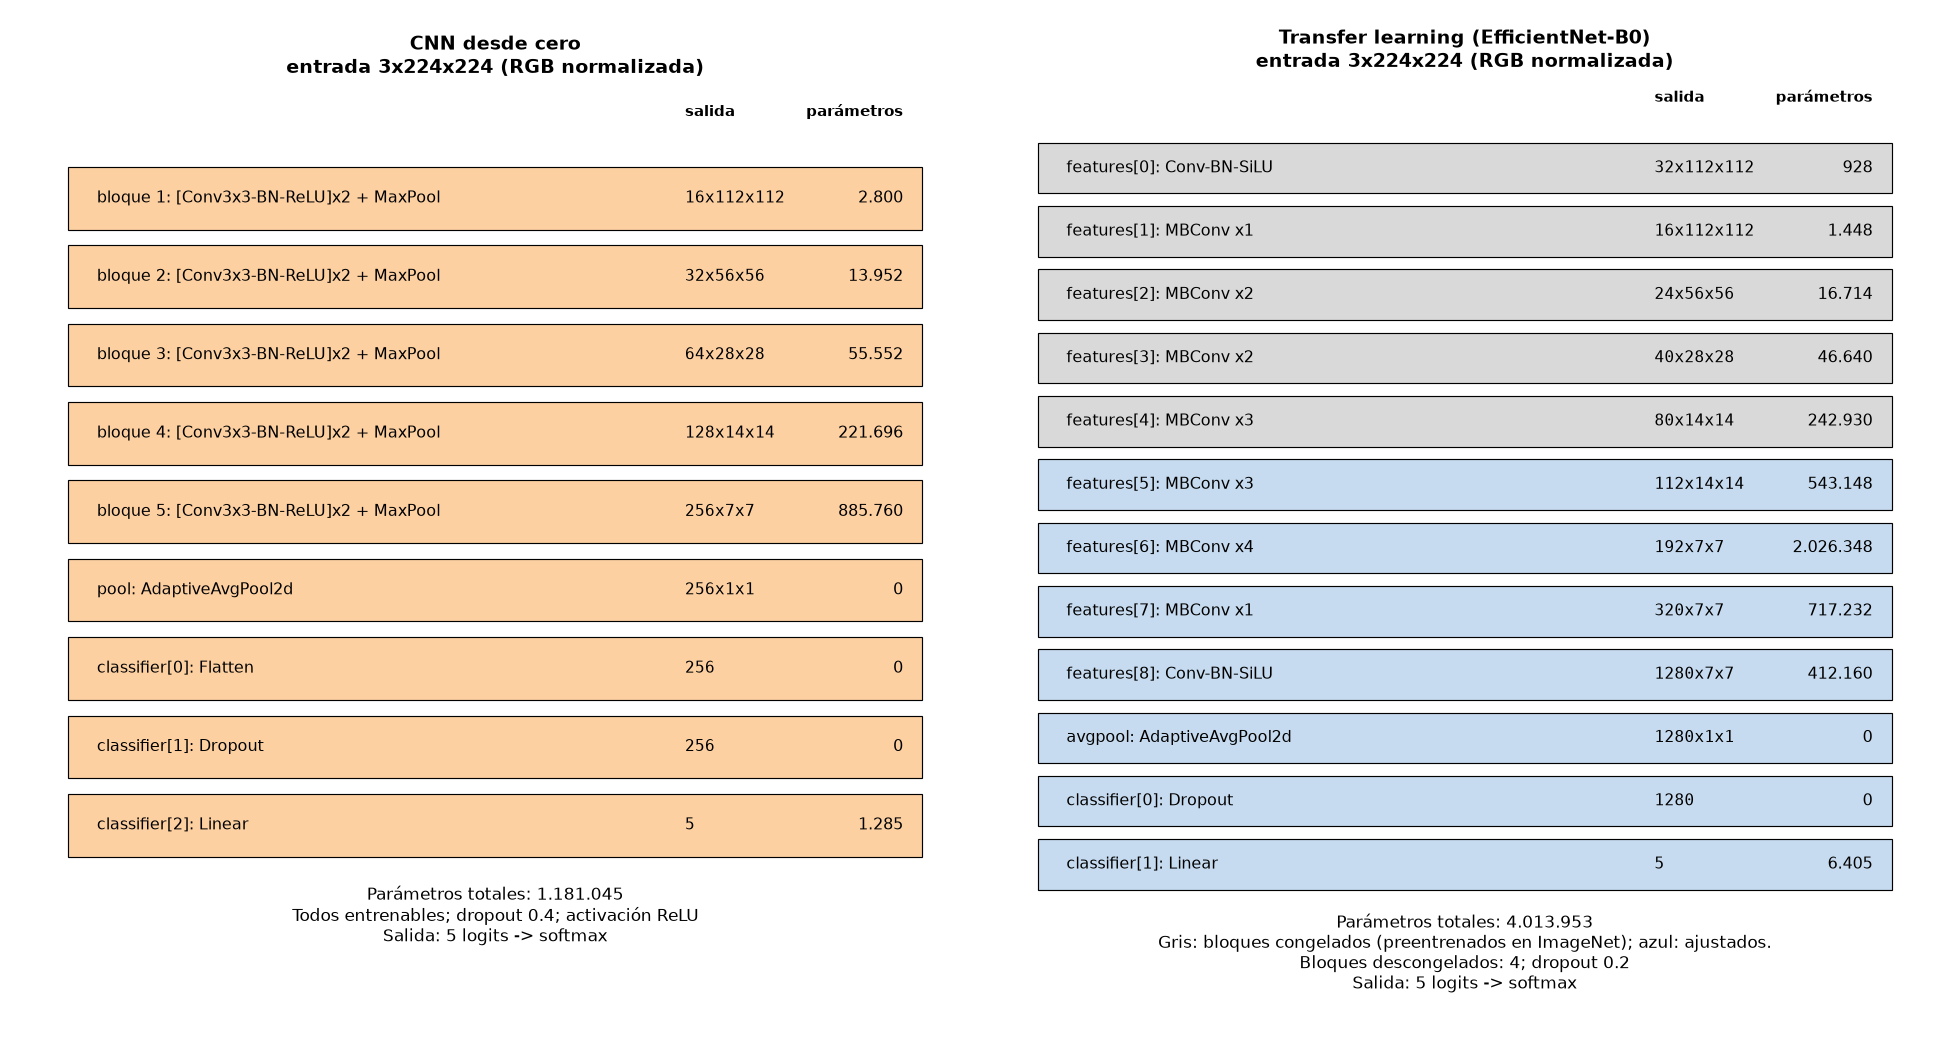 CNN desde cero
entrada 3x224x224 (RGB normalizada)
salida parámetros
bloque 1: [Conv3x3-BN-ReLU]x2 + MaxPool 16x112x112 2.800
bloque 2: [Conv3x3-BN-ReLU]x2 + MaxPool 32x56x56 13.952
bloque 3: [Conv3x3-BN-ReLU]x2 + MaxPool 64x28x28 55.552
bloque 4: [Conv3x3-BN-ReLU]x2 + MaxPool 128x14x14 221.696
bloque 5: [Conv3x3-BN-ReLU]x2 + MaxPool 256x7x7 885.760
pool: AdaptiveAvgPool2d 256x1x1 0
classifier[0]: Flatten 256 0
classifier[1]: Dropout 256 0
classifier[2]: Linear 5 1.285
Parámetros totales: 1.181.045
Todos entrenables; dropout 0.4; activación ReLU
Salida: 5 logits -> softmax
Transfer learning (EfficientNet-B0)
entrada 3x224x224 (RGB normalizada)
salida parámetros
features[0]: Conv-BN-SiLU 32x112x112 928
features[1]: MBConv x1 16x112x112 1.448
features[2]: MBConv x2 24x56x56 16.714
features[3]: MBConv x2 40x28x28 46.640
features[4]: MBConv x3 80x14x14 242.930
features[5]: MBConv x3 112x14x14 543.148
features[6]: MBConv x4 192x7x7 2.026.348
features[7]: MBConv x1 320x7x7 717.232
features[8]: Conv-BN-SiLU 1280x7x7 412.160
avgpool: AdaptiveAvgPool2d 1280x1x1 0
classifier[0]: Dropout 1280 0
classifier[1]: Linear 5 6.405
Parámetros totales: 4.013.953
Gris: bloques congelados (preentrenados en ImageNet); azul: ajustados.
Bloques descongelados: 4; dropout 0.2
Salida: 5 logits -> softmax